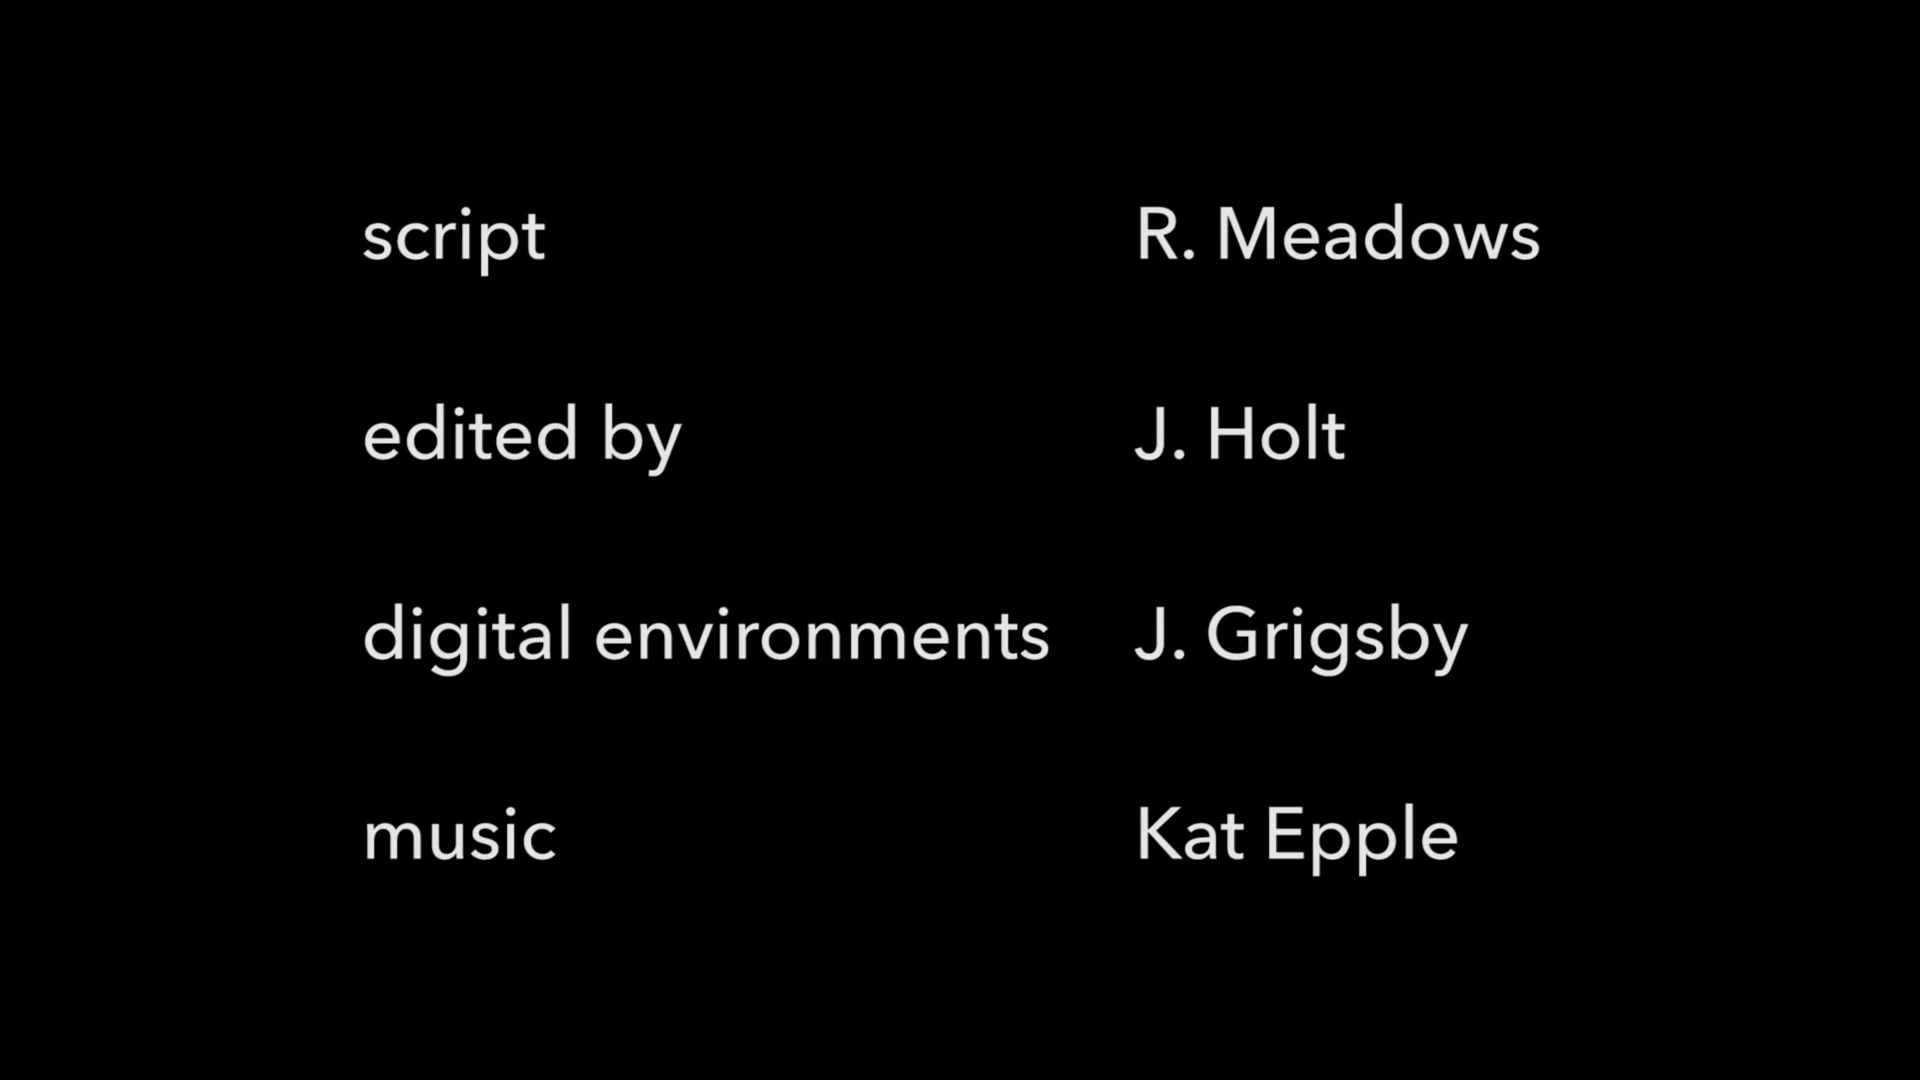 script R. Meadows
edited by J. Holt
digital environments J. Grigsby
music Kat Epple